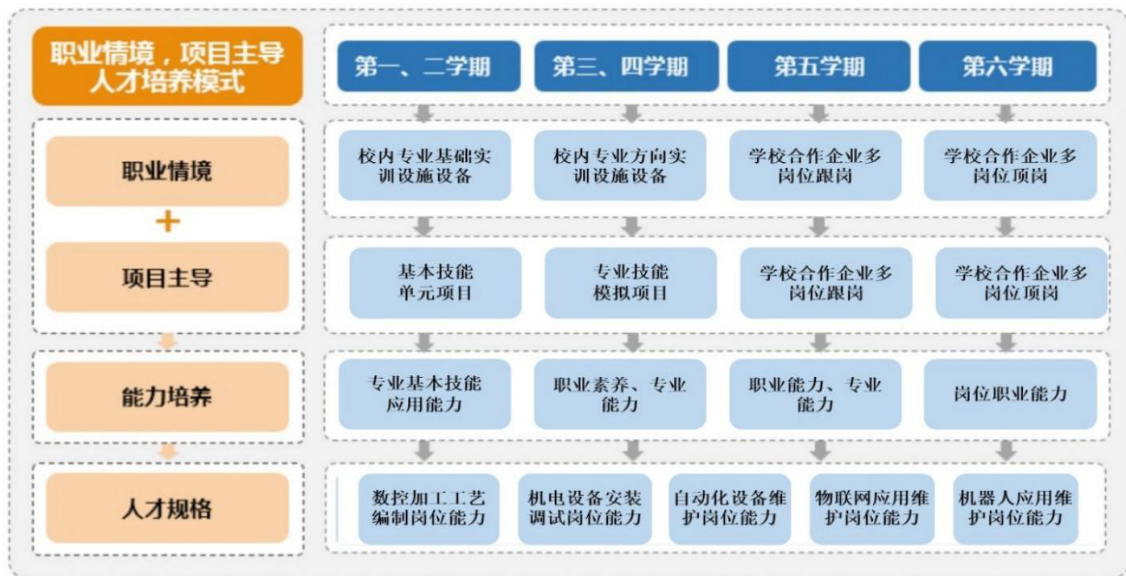 职业情境，项目主导
人才培养模式
第一、二学期
第三、四学期
第五学期
第六学期
职业情境
校内专业基础实
训设施设备
校内专业方向实
训设施设备
学校合作企业多
岗位跟岗
学校合作企业多
岗位顶岗
+
项目主导
基本技能
单元项目
专业技能
模拟项目
学校合作企业多
岗位跟岗
学校合作企业多
岗位顶岗
能力培养
专业基本技能
应用能力
职业素养、专业
能力
职业能力、专业
能力
岗位职业能力
人才规格
数控加工工艺
编制岗位能力
机电设备安装
调试岗位能力
自动化设备维
护岗位能力
物联网应用维
护岗位能力
机器人应用维
护岗位能力